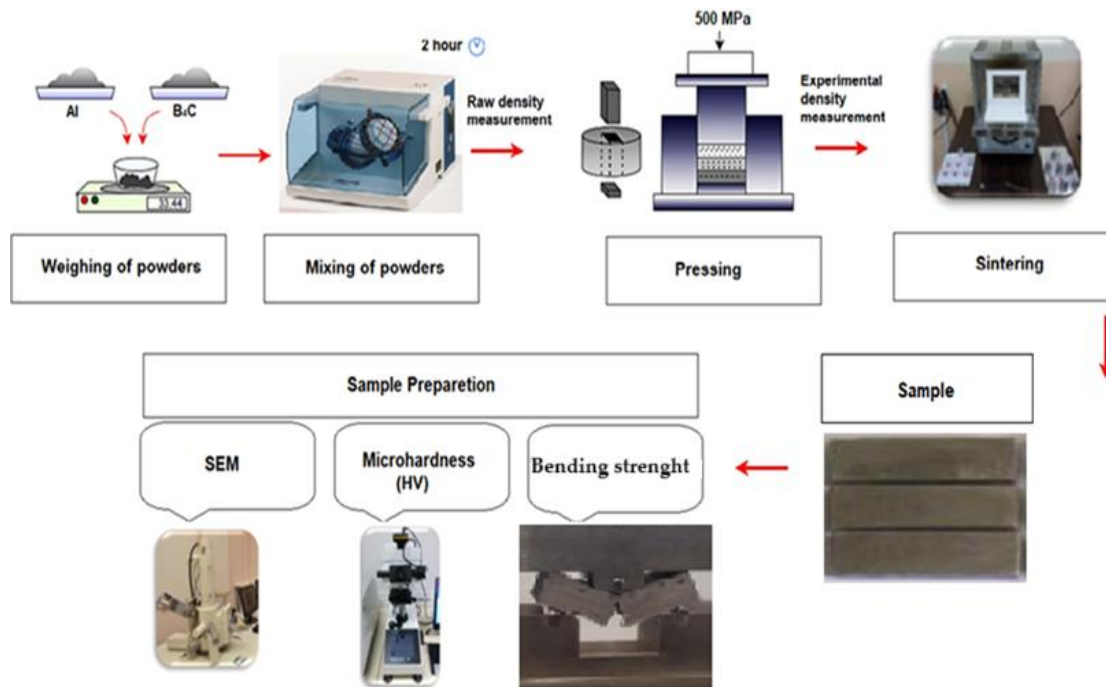 2 hour
Al
B₄C
33.44
Raw density
measurement
500 MPa
Experimental
density
measurement
Weighing of powders
Mixing of powders
Pressing
Sintering
Sample Preparetion
Sample
SEM
Microhardness
(HV)
Bending strenght